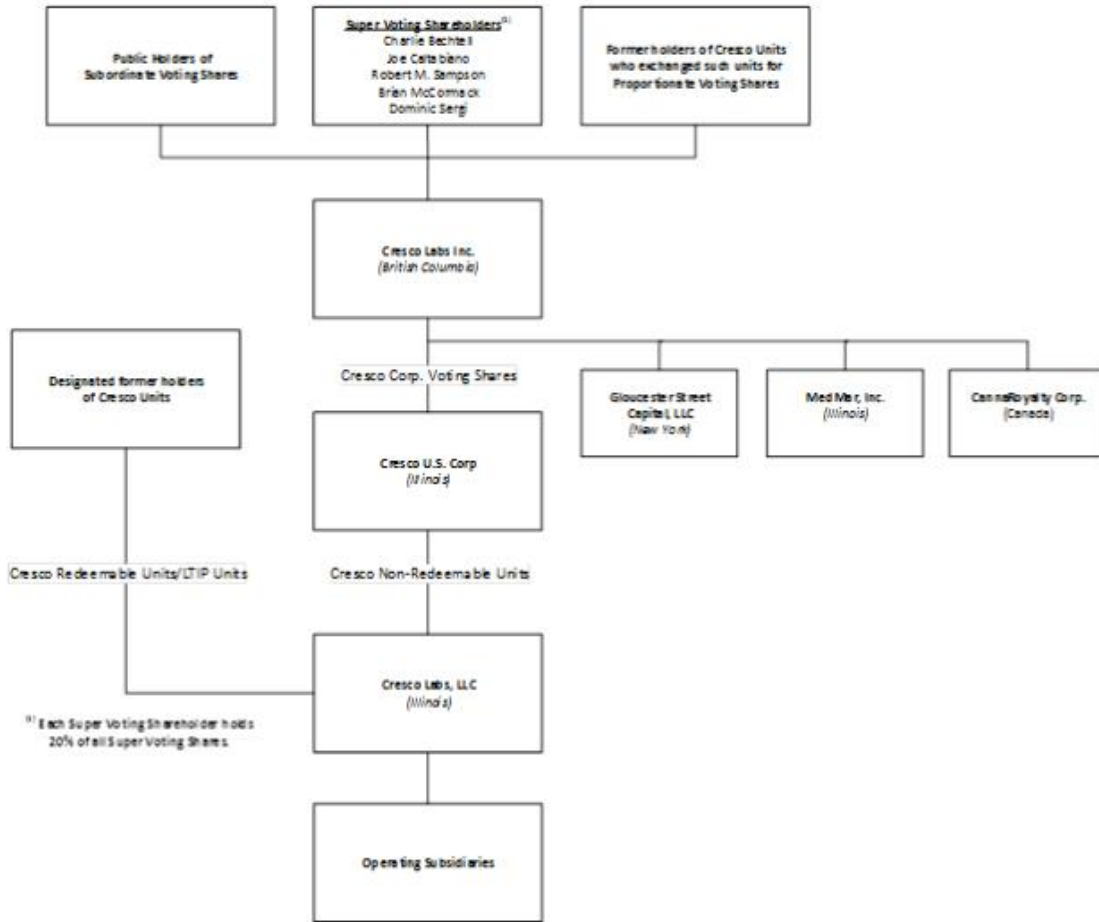 Public Holders of
Subordinate Voting Shares
Super Voting Shareholders(1)
Charlie Bachtell
Joe Caltabiano
Robert M. Sampson
Brian McCormack
Dominic Sergi
Former holders of Cresco Units
who exchanged such units for
Proportionate Voting Shares
Cresco Labs Inc.
(British Columbia)
Designated former holders
of Cresco Units
Cresco Corp. Voting Shares
Gloucester Street
Capital, LLC
(New York)
MedMar, Inc.
(Illinois)
CannaRoyalty Corp.
(Canada)
Cresco U.S. Corp
(Illinois)
Cresco Redeemable Units/LTIP Units
Cresco Non-Redeemable Units
Cresco Labs, LLC
(Illinois)
(1) Each Super Voting Shareholder holds
20% of all Super Voting Shares.
Operating Subsidiaries